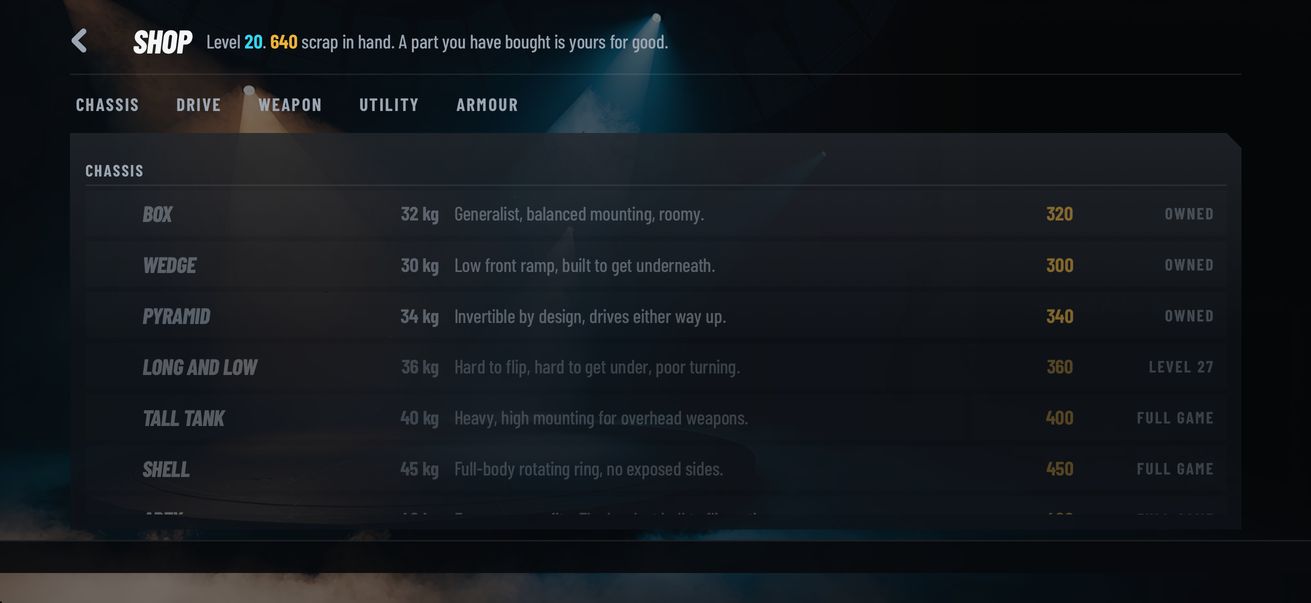 SHOP Level 20. 640 scrap in hand. A part you have bought is yours for good.
CHASSIS DRIVE WEAPON UTILITY ARMOUR
CHASSIS
BOX 32 kg Generalist, balanced mounting, roomy. 320 OWNED
WEDGE 30 kg Low front ramp, built to get underneath. 300 OWNED
PYRAMID 34 kg Invertible by design, drives either way up. 340 OWNED
LONG AND LOW 36 kg Hard to flip, hard to get under, poor turning. 360 LEVEL 27
TALL TANK 40 kg Heavy, high mounting for overhead weapons. 400 FULL GAME
SHELL 45 kg Full-body rotating ring, no exposed sides. 450 FULL GAME